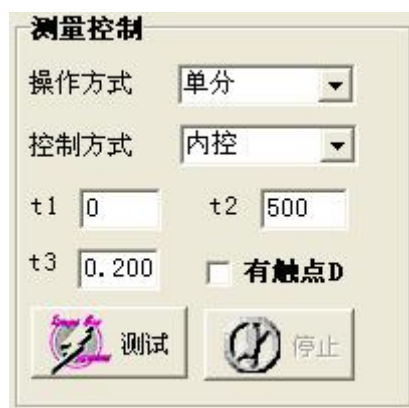 测量控制
操作方式 单分
控制方式 内控
t1 0 t2 500
t3 0.200 有触点D
测试 停止